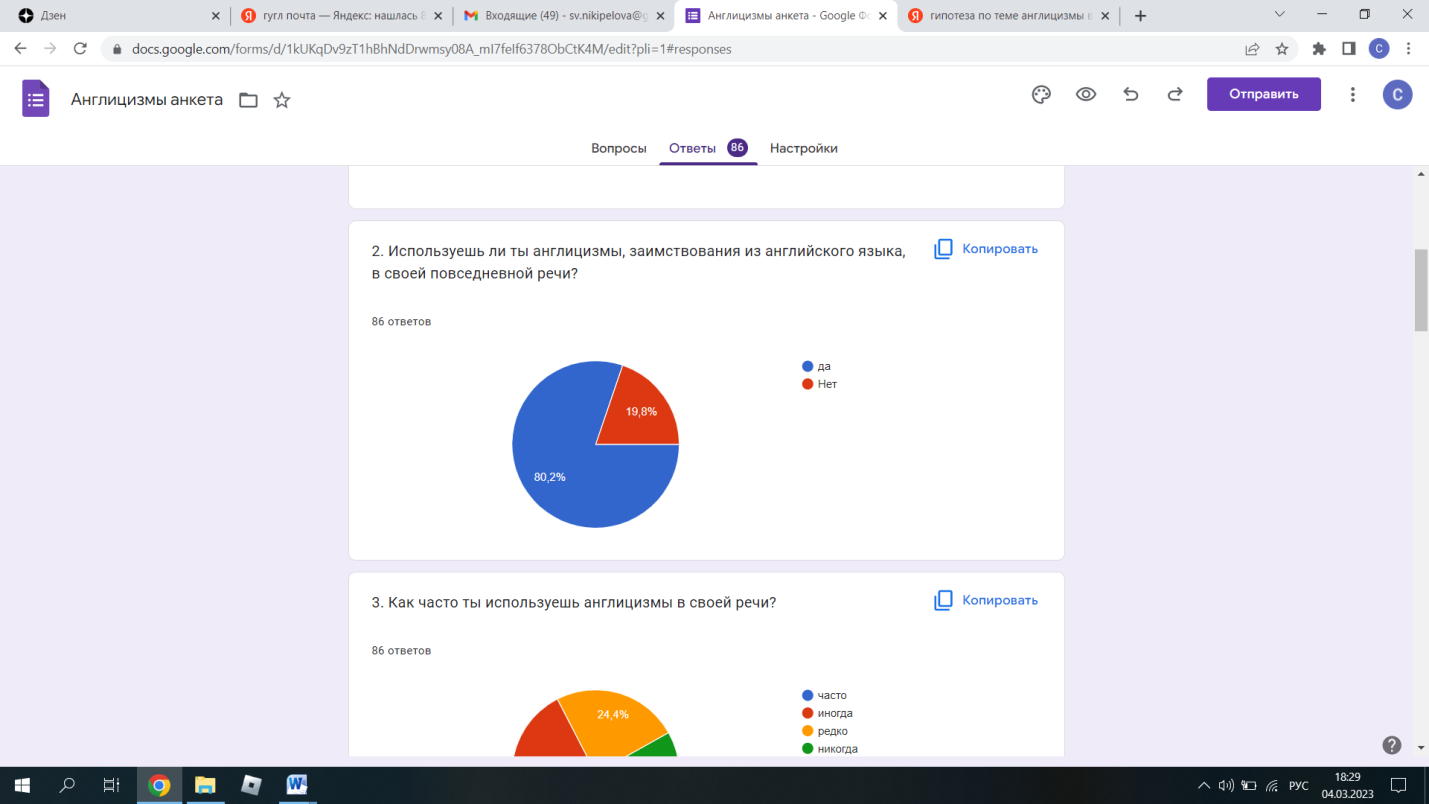 Дзен
гугл почта — Яндекс: нашлась 8
Входящие (49) - sv.nikipelova@g
Англицизмы анкета - Google Фо
гипотеза по теме англицизмы в
docs.google.com/forms/d/1kUKqDv9zT1hBhNdDrwmsy08A_mI7feIf6378ObCtK4M/edit?pli=1#responses
С
Англицизмы анкета
Отправить
С
Вопросы
Ответы 86
Настройки
2. Используешь ли ты англицизмы, заимствования из английского языка,
в своей повседневной речи?
Копировать
86 ответов
да
Нет
19,8%
80,2%
3. Как часто ты используешь англицизмы в своей речи?
Копировать
86 ответов
часто
иногда
редко
никогда
24,4%
РУС
18:29
04.03.2023